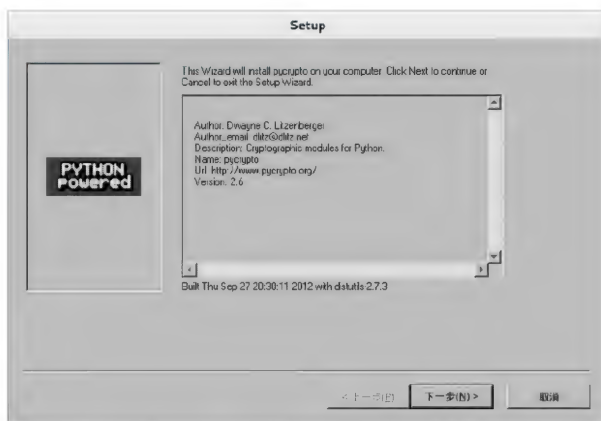 Setup
This Wizard will install pycrypto on your computer. Click Next to continue or
Cancel to exit the Setup Wizard.
PYTHON
powered
Author: Dwayne C. Litzenberger
Author_email: dlitz@dlitz.net
Description: Cryptographic modules for Python.
Name: pycrypto
Url: http://www.pycrypto.org/
Version: 2.6
Built Thu Sep 27 20:30:11 2012 with distutils-2.7.3
下一步(N) >
取消